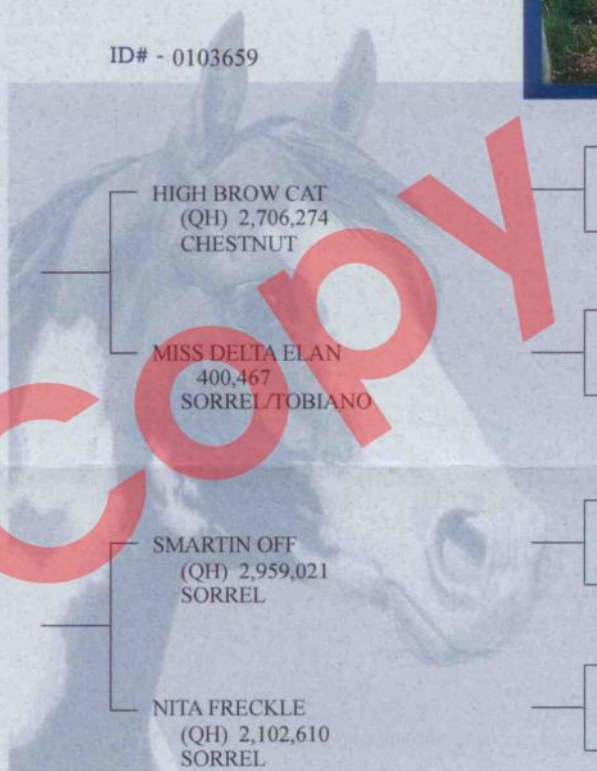 ID# - 0103659
HIGH BROW CAT
(QH) 2,706,274
CHESTNUT
MISS DELTA ELAN
400,467
SORREL/TOBIANO
SMARTIN OFF
(QH) 2,959,021
SORREL
NITA FRECKLE
(QH) 2,102,610
SORREL
copy